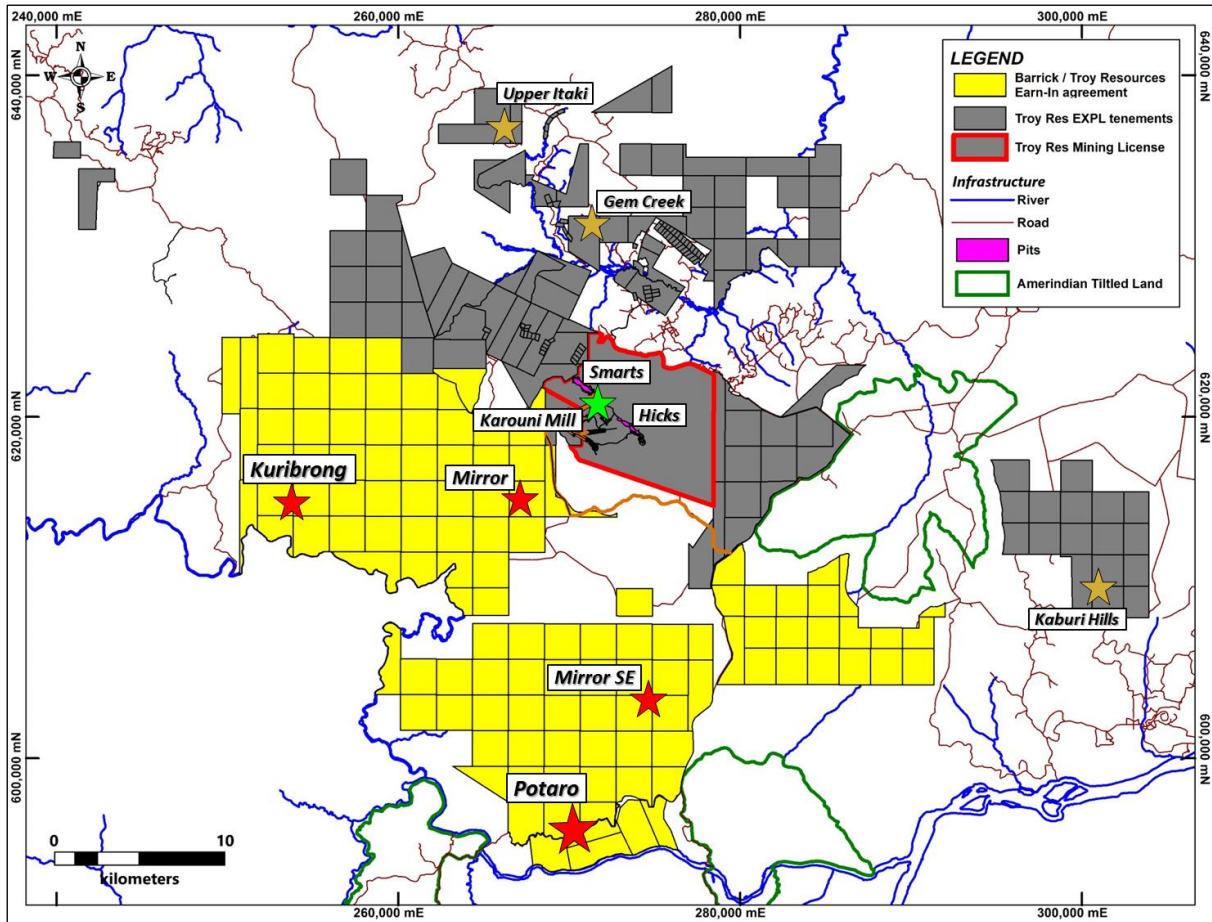 240,000 mE
260,000 mE
280,000 mE
300,000 mE
640,000 mN
640,000 mN
N
W
E
S
LEGEND
Barrick / Troy Resources
Earn-In agreement
Troy Res EXPL tenements
Troy Res Mining License
Infrastructure
River
Road
Pits
Amerindian Tiltled Land
Upper Itaki
Gem Creek
Smarts
Karouni Mill
Hicks
620,000 mN
620,000 mN
Kuribrong
Mirror
Kaburi Hills
Mirror SE
600,000 mN
600,000 mN
Potaro
0
10
kilometers
260,000 mE
280,000 mE
300,000 mE